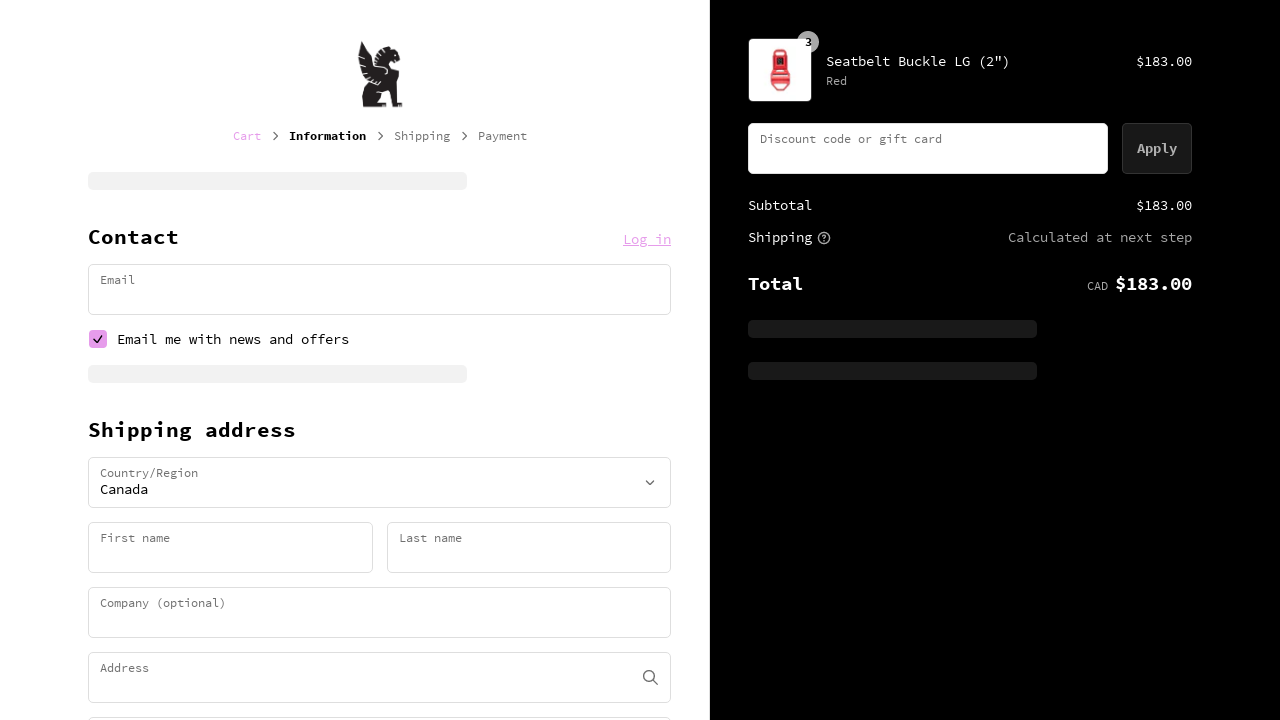 Cart
Information
Shipping
Payment
Contact
Log in
Email
Email me with news and offers
Shipping address
Country/Region
Canada
First name
Last name
Company (optional)
Address
3
Seatbelt Buckle LG (2")
$183.00
Red
Discount code or gift card
Apply
Subtotal
$183.00
Shipping
Calculated at next step
Total
CAD $183.00